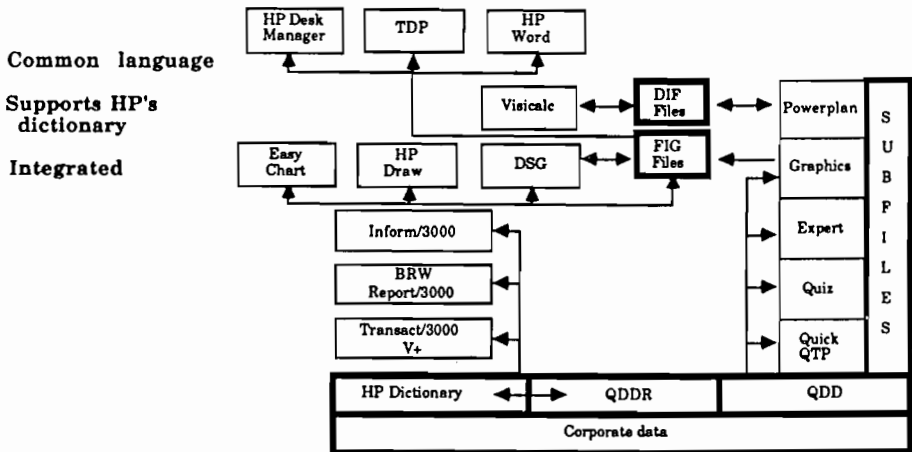 HP Desk
Manager
TDP
HP
Word
Common language
Supports HP's
dictionary
Integrated
Visicalc
DIF
Files
Powerplan
Easy
Chart
HP
Draw
DSG
FIG
Files
Graphics
Inform/3000
Expert
BRW
Report/3000
Quiz
Transact/3000
V+
Quick
QTP
S
U
B
F
I
L
E
S
HP Dictionary
QDDR
QDD
Corporate data